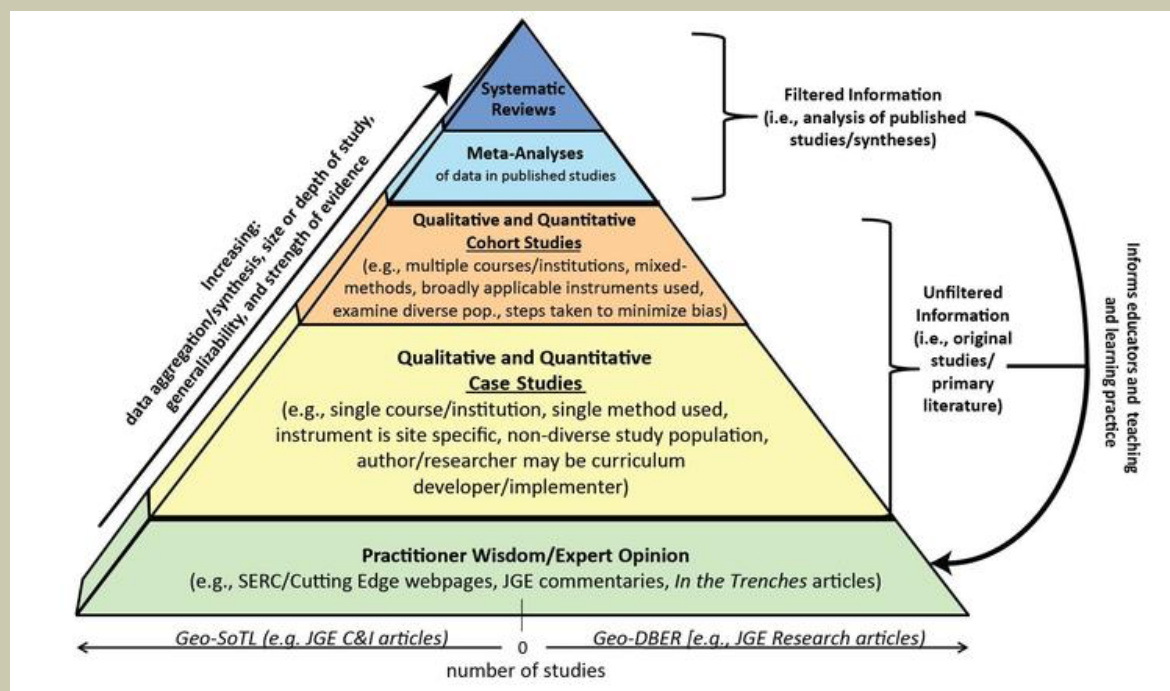 Systematic
Reviews
Meta-Analyses
of data in published studies
Qualitative and Quantitative
Cohort Studies
(e.g., multiple courses/institutions, mixed-
methods, broadly applicable instruments used,
examine diverse pop., steps taken to minimize bias)
Qualitative and Quantitative
Case Studies
(e.g., single course/institution, single method used,
instrument is site specific, non-diverse study population,
author/researcher may be curriculum
developer/implementer)
Practitioner Wisdom/Expert Opinion
(e.g., SERC/Cutting Edge webpages, JGE commentaries, In the Trenches articles)
Increasing:
data aggregation/synthesis, size or depth of study,
generalizability, and strength of evidence
Filtered Information
(i.e., analysis of published
studies/syntheses)
Unfiltered
Information
(i.e., original
studies/
primary
literature)
Informs educators and teaching
and learning practice
Geo-SoTL (e.g. JGE C&I articles)
0
Geo-DBER [e.g., JGE Research articles)
number of studies